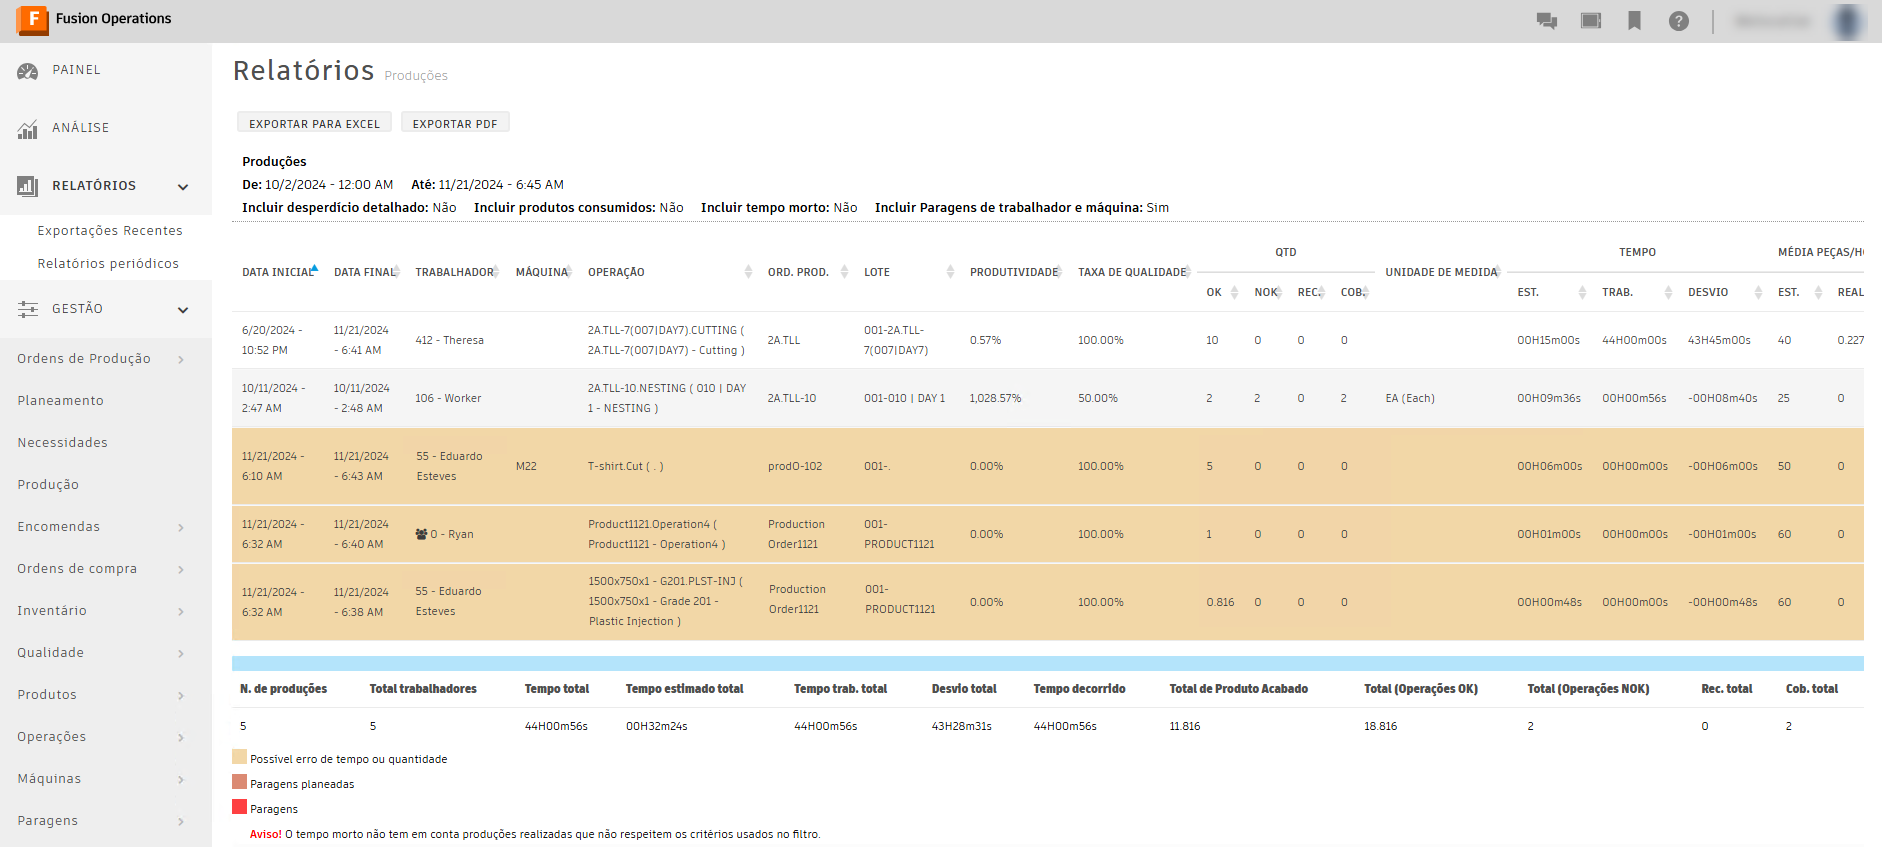 F Fusion Operations
?
PAINEL
ANÁLISE
RELATÓRIOS
Exportações Recentes
Relatórios periódicos
GESTÃO
Ordens de Produção
Planeamento
Necessidades
Produção
Encomendas
Ordens de compra
Inventário
Qualidade
Produtos
Operações
Máquinas
Paragens
Relatórios Produções
EXPORTAR PARA EXCEL EXPORTAR PDF
Produções
De: 10/2/2024 - 12:00 AM Até: 11/21/2024 - 6:45 AM
Incluir desperdício detalhado: Não Incluir produtos consumidos: Não Incluir tempo morto: Não Incluir Paragens de trabalhador e máquina: Sim
QTD TEMPO MÉDIA PEÇAS/HO
DATA INICIAL DATA FINAL TRABALHADOR MÁQUINA OPERAÇÃO ORD. PROD. LOTE PRODUTIVIDADE TAXA DE QUALIDADE UNIDADE DE MEDIDA
OK NOK REC. COB. EST. TRAB. DESVIO EST. REAL
6/20/2024 - 11/21/2024 2A.TLL-7(007|DAY7).CUTTING ( 001-2A.TLL-
412 - Theresa 2A.TLL 0.57% 100.00% 10 0 0 0 00H15m00s 44H00m00s 43H45m00s 40 0.227
10:52 PM - 6:41 AM 2A.TLL-7(007|DAY7) - Cutting ) 7(007|DAY7)
10/11/2024 - 10/11/2024 2A.TLL-10.NESTING ( 010 | DAY
106 - Worker 2A.TLL-10 001-010 | DAY 1 1,028.57% 50.00% 2 2 0 2 EA (Each) 00H09m36s 00H00m56s -00H08m40s 25 0
2:47 AM - 2:48 AM 1 - NESTING )
11/21/2024 - 11/21/2024 55 - Eduardo
M22 T-shirt.Cut ( . ) prodO-102 001-. 0.00% 100.00% 5 0 0 0 00H06m00s 00H00m00s -00H06m00s 50 0
6:10 AM - 6:43 AM Esteves
11/21/2024 - 11/21/2024 Product1121.Operation4 ( Production 001-
0 - Ryan 0.00% 100.00% 1 0 0 0 00H01m00s 00H00m00s -00H01m00s 60 0
6:32 AM - 6:40 AM Product1121 - Operation4 ) Order1121 PRODUCT1121
1500x750x1 - G201.PLST-INJ (
11/21/2024 - 11/21/2024 55 - Eduardo Production 001-
1500x750x1 - Grade 201 - 0.00% 100.00% 0.816 0 0 0 00H00m48s 00H00m00s -00H00m48s 60 0
6:32 AM - 6:38 AM Esteves Order1121 PRODUCT1121
Plastic Injection )
N. de produções Total trabalhadores Tempo total Tempo estimado total Tempo trab. total Desvio total Tempo decorrido Total de Produto Acabado Total (Operações OK) Total (Operações NOK) Rec. total Cob. total
5 5 44H00m56s 00H32m24s 44H00m56s 43H28m31s 44H00m56s 11.816 18.816 2 0 2
Possível erro de tempo ou quantidade
Paragens planeadas
Paragens
Aviso! O tempo morto não tem em conta produções realizadas que não respeitem os critérios usados no filtro.